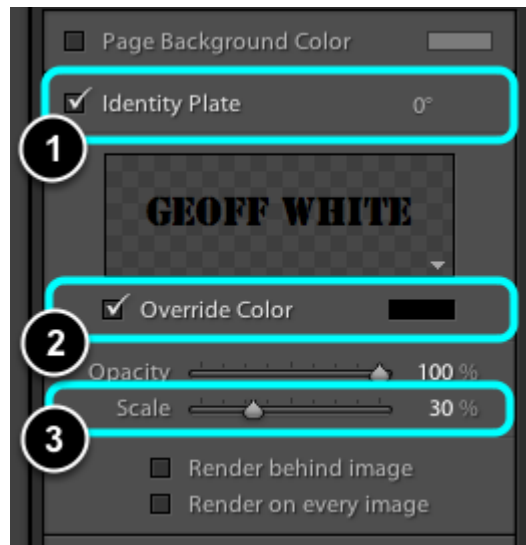 Page Background Color
Identity Plate 0°
1
GEOFF WHITE
Override Color
2
Opacity 100 %
Scale 30 %
3
Render behind image
Render on every image